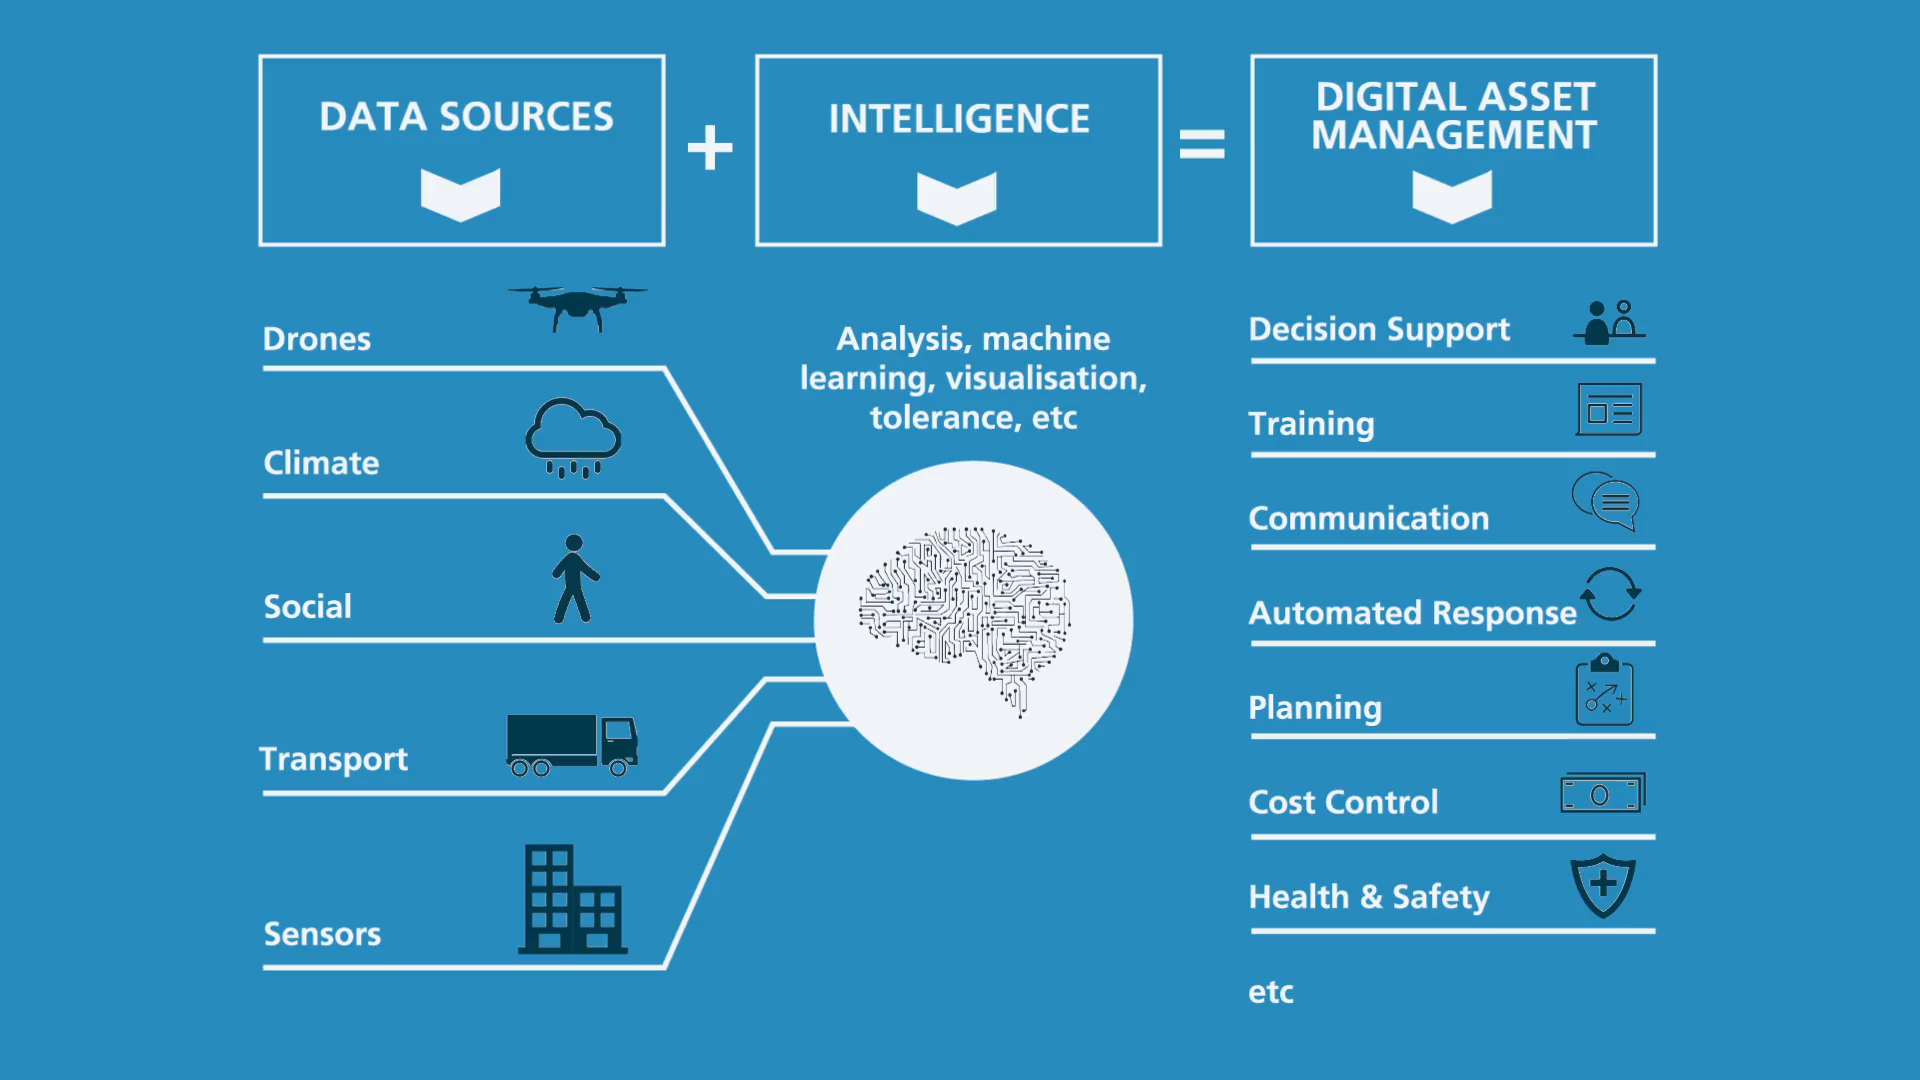 DATA SOURCES
+
INTELLIGENCE
=
DIGITAL ASSET
MANAGEMENT
Drones
Climate
Social
Transport
Sensors
Analysis, machine
learning, visualisation,
tolerance, etc
Decision Support
Training
Communication
Automated Response
Planning
Cost Control
Health & Safety
etc